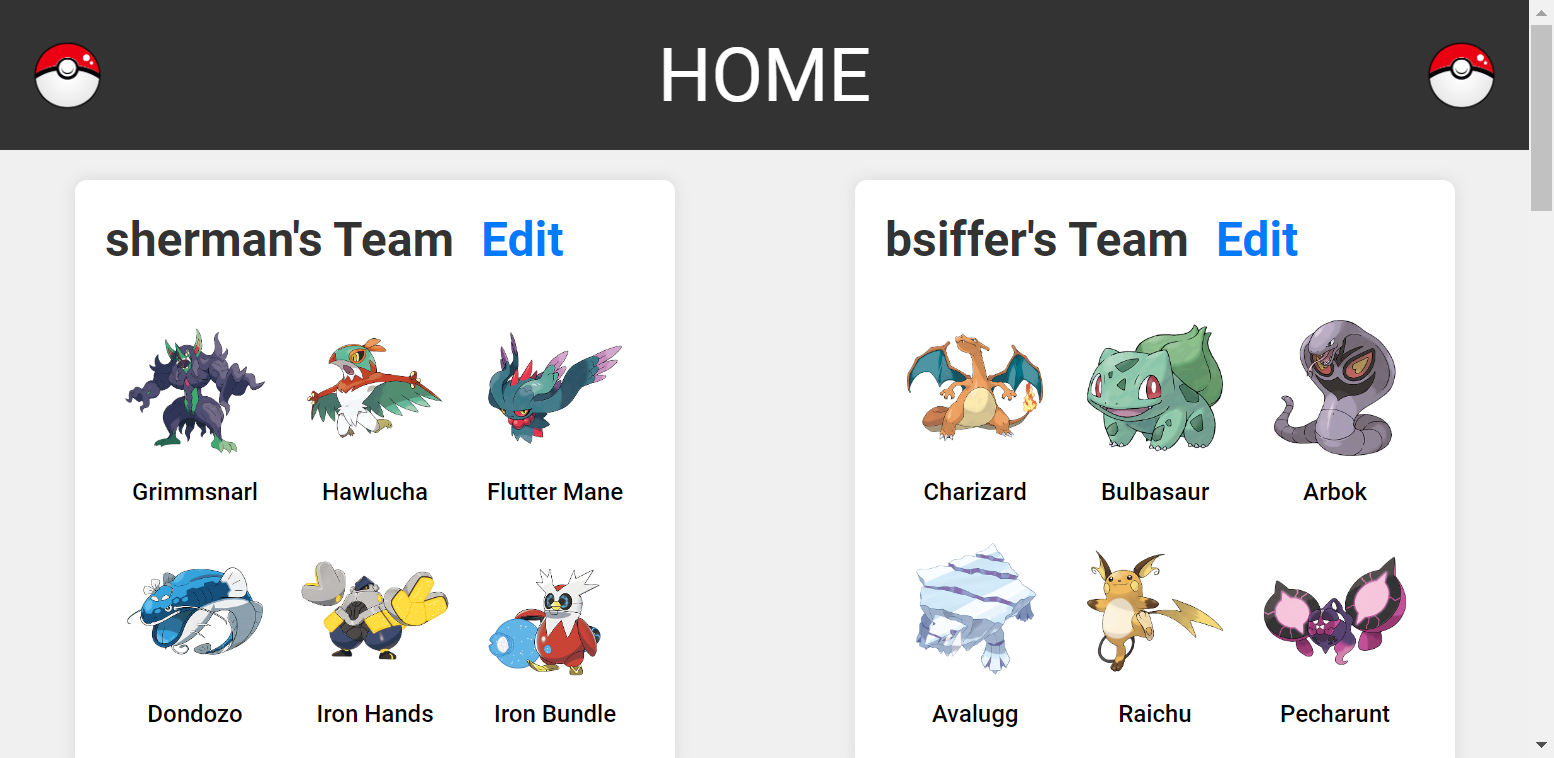 HOME
sherman's Team Edit
Grimmsnarl Hawlucha Flutter Mane
Dondozo Iron Hands Iron Bundle
bsiffer's Team Edit
Charizard Bulbasaur Arbok
Avalugg Raichu Pecharunt